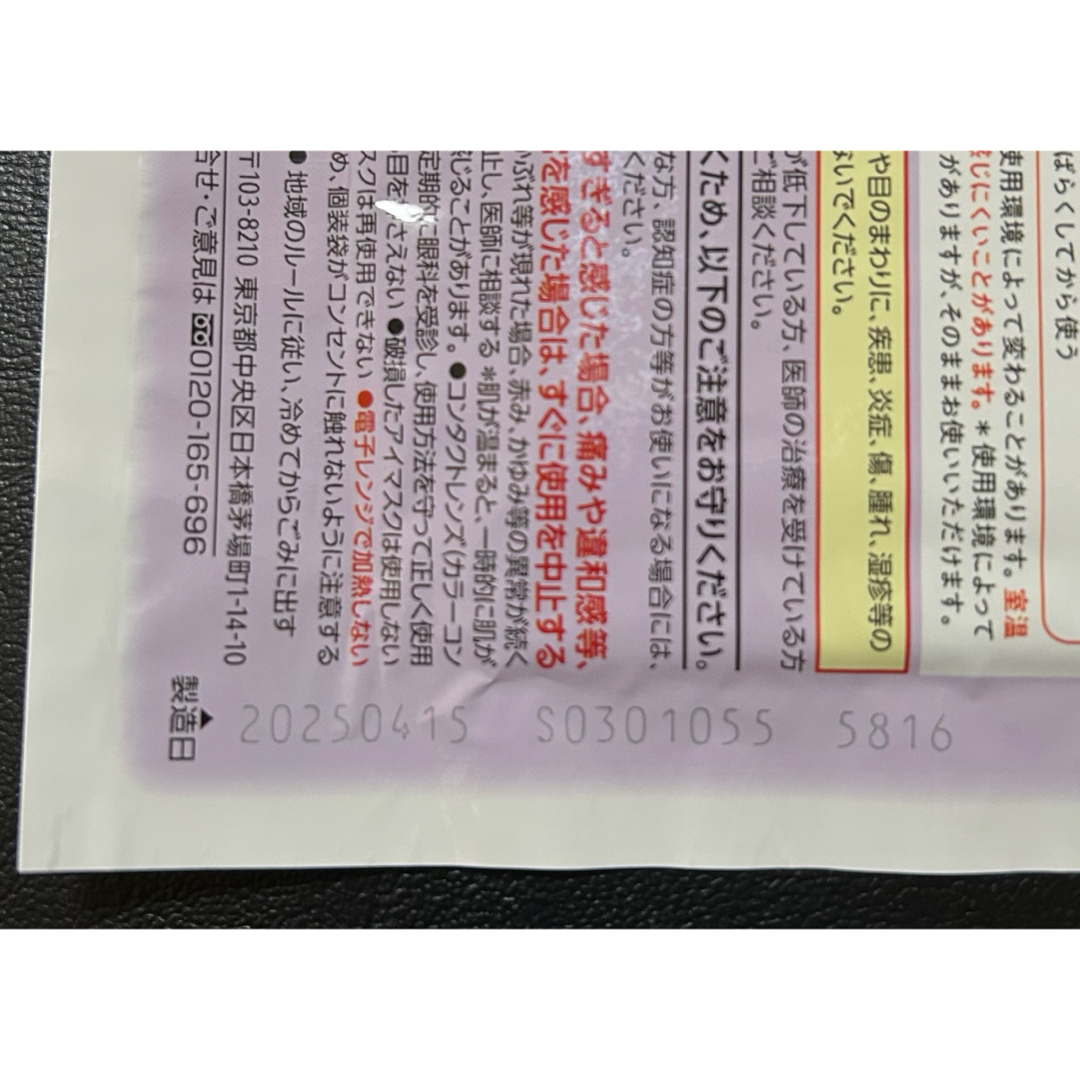 ばらくしてから使う
使用環境によって変わることがあります。室温
感じにくいことがあります。＊使用環境によって
がありますが、そのままお使いいただけます。
や目のまわりに、疾患、炎症、傷、腫れ、湿疹等の
ないでください。
が低下している方、医師の治療を受けている方
ご相談ください。
くため、以下のご注意をお守りください。
な方、認知症の方等がお使いになる場合には、
ください。
すぎると感じた場合、痛みや違和感等、
を感じた場合は、すぐに使用を中止する
かぶれ等が現れた場合、赤み、かゆみ等の異常が続く
止し、医師に相談する ＊肌が温まると、一時的に肌が
感じることがあります。 ●コンタクトレンズ(カラーコン
定期的に眼科を受診し、使用方法を守って正しく使用
目をおさえない ●破損したアイマスクは使用しない
スクは再使用できない ●電子レンジで加熱しない
め、個装袋がコンセントに触れないように注意する
●地域のルールに従い、冷めてからごみに出す
〒103-8210 東京都中央区日本橋茅場町1-14-10
合せ・ご意見は 0120-165-696
製造日▲
20250415 S0301055 5816